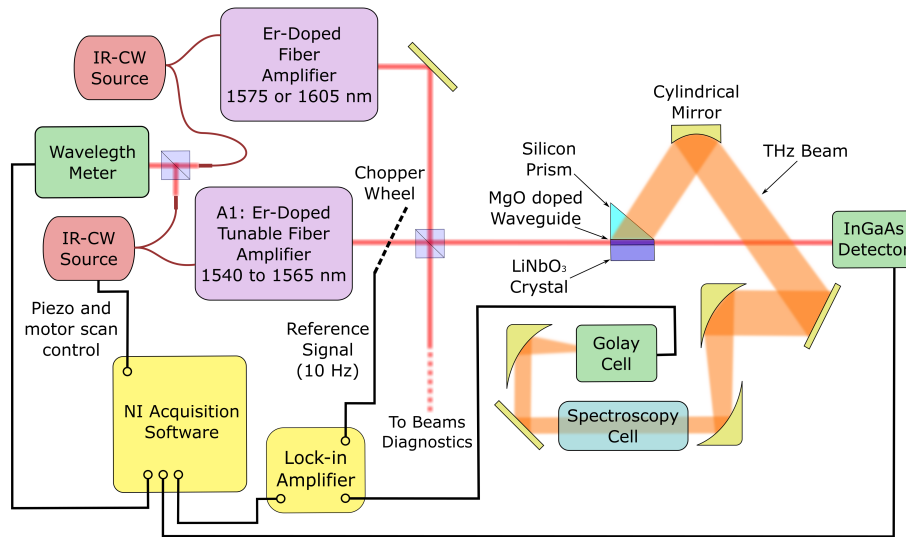 IR-CW
Source
Er-Doped
Fiber
Amplifier
1575 or 1605 nm
Wavelegth
Meter
IR-CW
Source
A1: Er-Doped
Tunable Fiber
Amplifier
1540 to 1565 nm
Chopper
Wheel
Silicon
Prism
MgO doped
Waveguide
LiNbO₃
Crystal
Cylindrical
Mirror
THz Beam
InGaAs
Detector
Piezo and
motor scan
control
Reference
Signal
(10 Hz)
Golay
Cell
Spectroscopy
Cell
To Beams
Diagnostics
NI Acquisition
Software
Lock-in
Amplifier